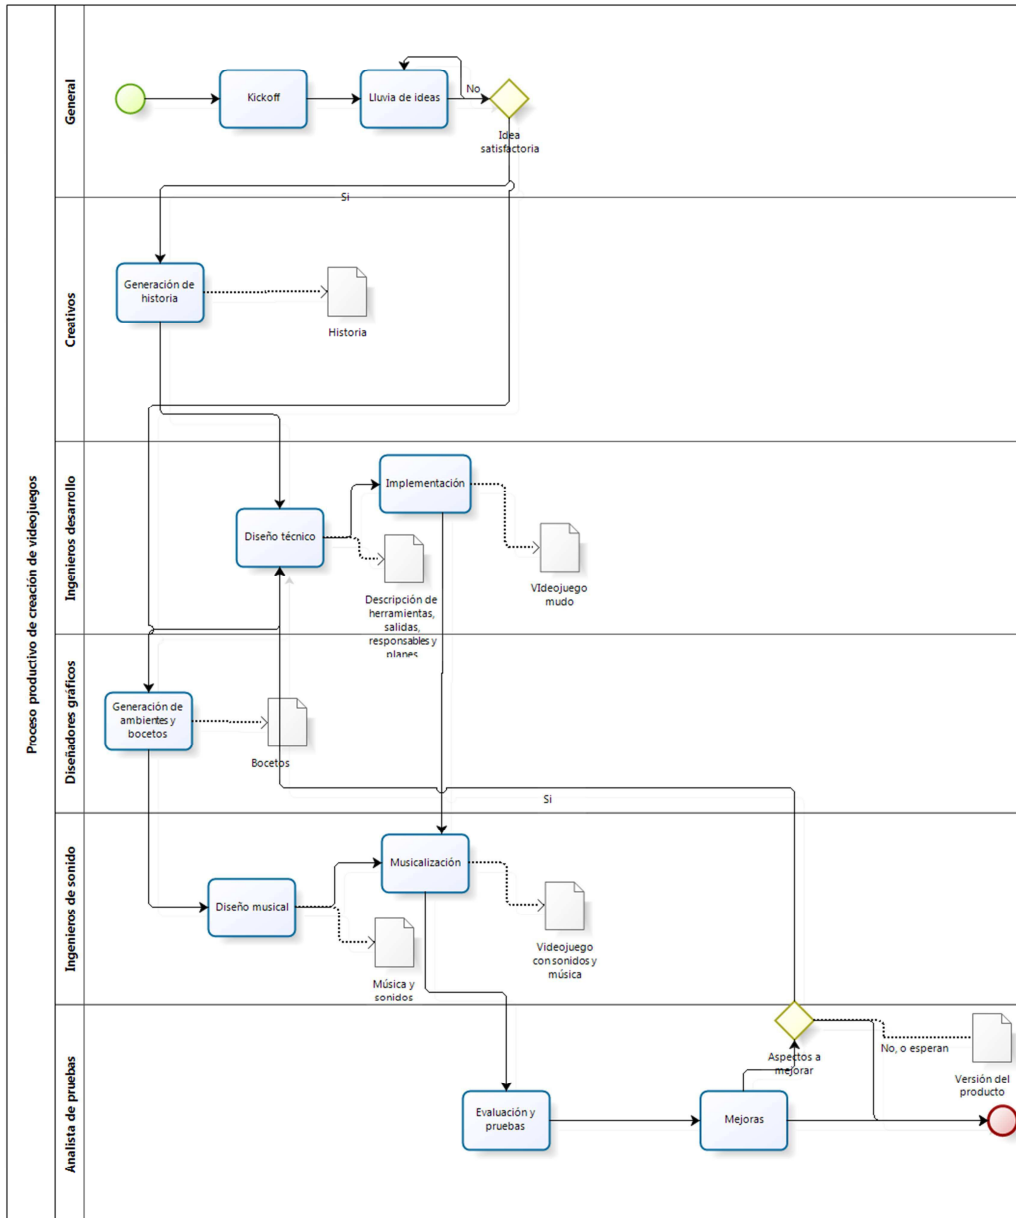 Proceso productivo de creación de videojuegos
General
Kickoff
Lluvia de ideas
No
Idea
satisfactoria
Si
Creativos
Generación de
historia
Historia
Ingenieros desarrollo
Implementación
Diseño técnico
Descripción de
herramientas,
salidas,
responsables y
planes
VIdeojuego
mudo
Diseñadores gráficos
Generación de
ambientes y
bocetos
Bocetos
Si
Ingenieros de sonido
Musicalización
Diseño musical
Música y
sonidos
Videojuego
con sonidos y
música
Analista de pruebas
Aspectos a
mejorar
No, o esperan
Versión del
producto
Evaluación y
pruebas
Mejoras